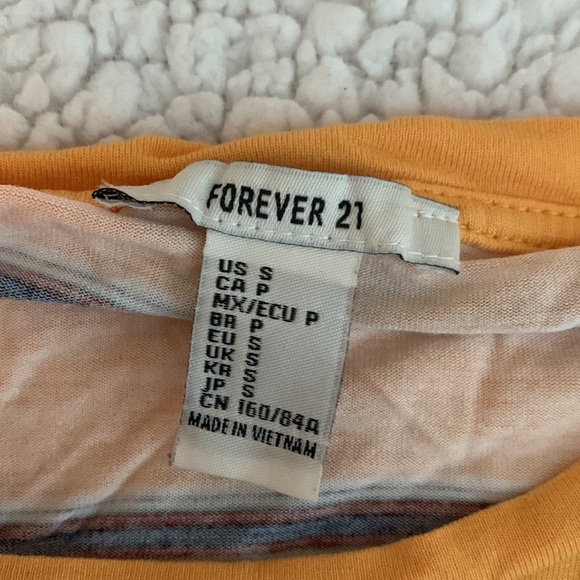 FOREVER 21
US S
CA P
MX/ECU P
BR P
EU S
UK S
KR S
JP S
CN 160/84A
MADE IN VIETNAM